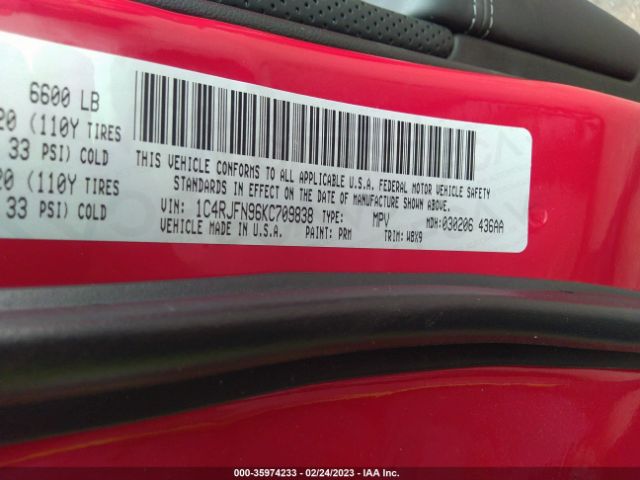 6600 LB
20 (110Y TIRES
33 PSI) COLD
20 (110Y TIRES
33 PSI) COLD
THIS VEHICLE CONFORMS TO ALL APPLICABLE U.S.A. FEDERAL MOTOR VEHICLE SAFETY
STANDARDS IN EFFECT ON THE DATE OF MANUFACTURE SHOWN ABOVE.
VIN: 1C4RJFN96KC709838 TYPE: MPV MDH:030206 436AA
VEHICLE MADE IN U.S.A. PAINT: PRM TRIM: WBX9
000-35974233 - 02/24/2023 - IAA Inc.